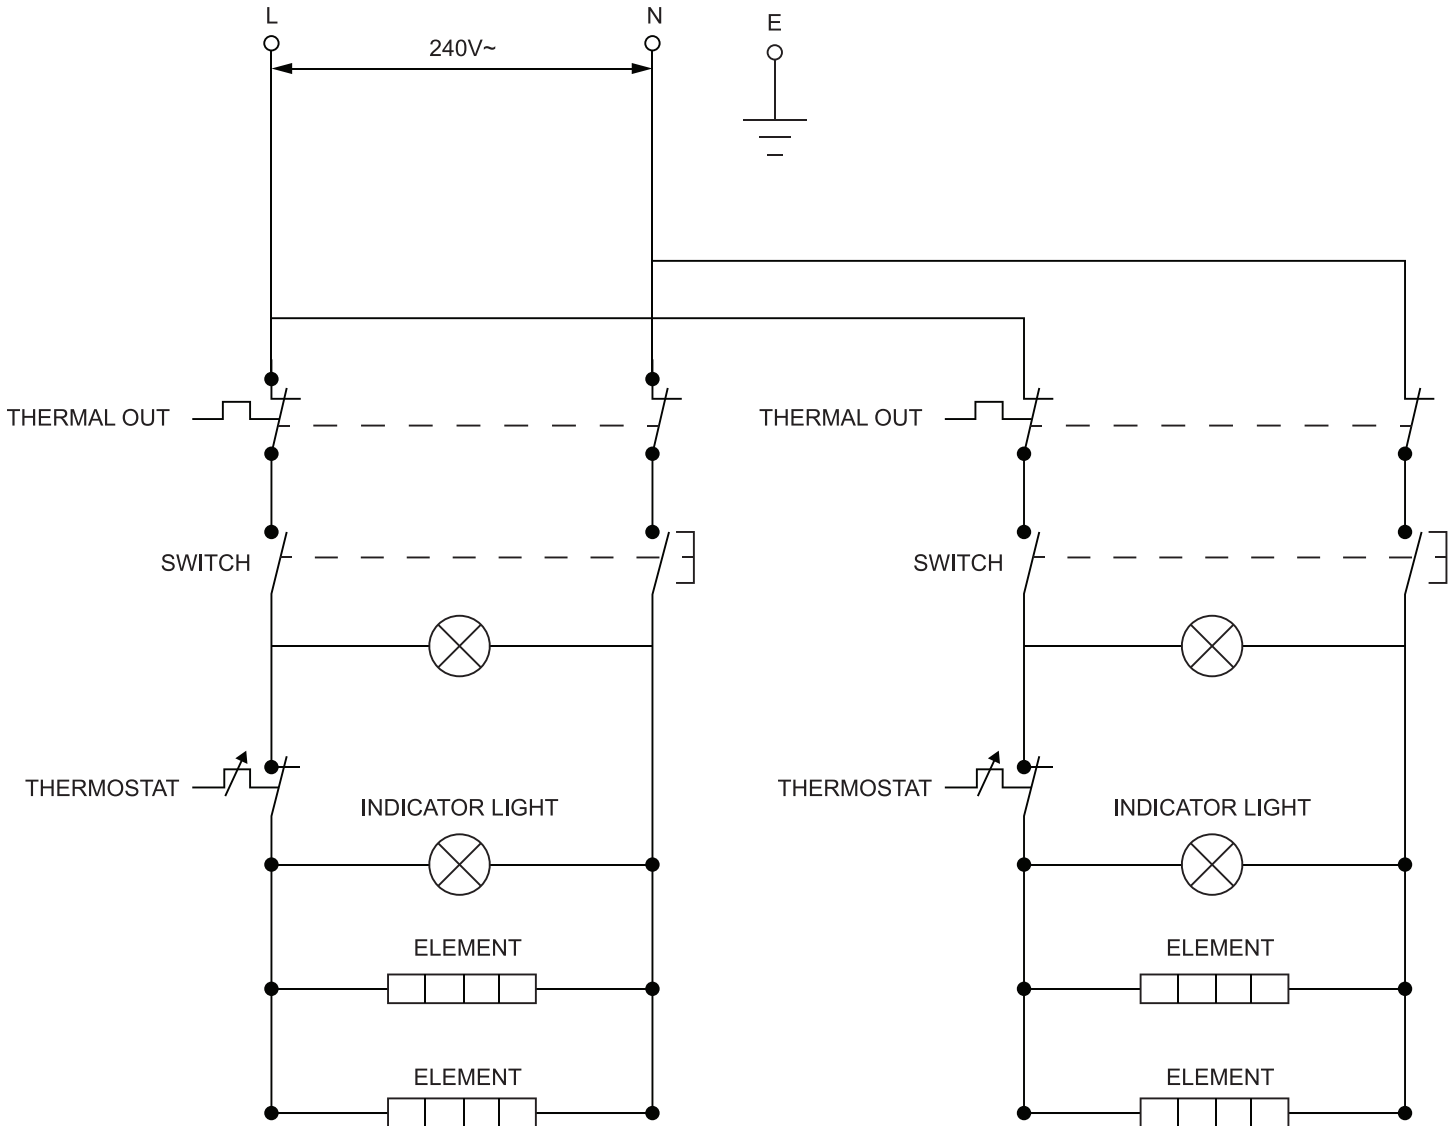 L
N
E
240V~
THERMAL OUT
THERMAL OUT
SWITCH
SWITCH
THERMOSTAT
INDICATOR LIGHT
THERMOSTAT
INDICATOR LIGHT
ELEMENT
ELEMENT
ELEMENT
ELEMENT